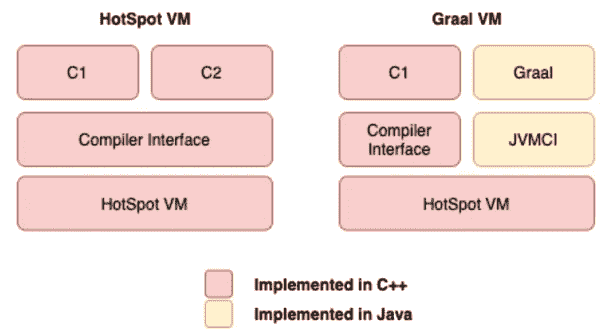 HotSpot VM
C1
C2
Compiler Interface
HotSpot VM
Graal VM
C1
Graal
Compiler
Interface
JVMCI
HotSpot VM
Implemented in C++
Implemented in Java